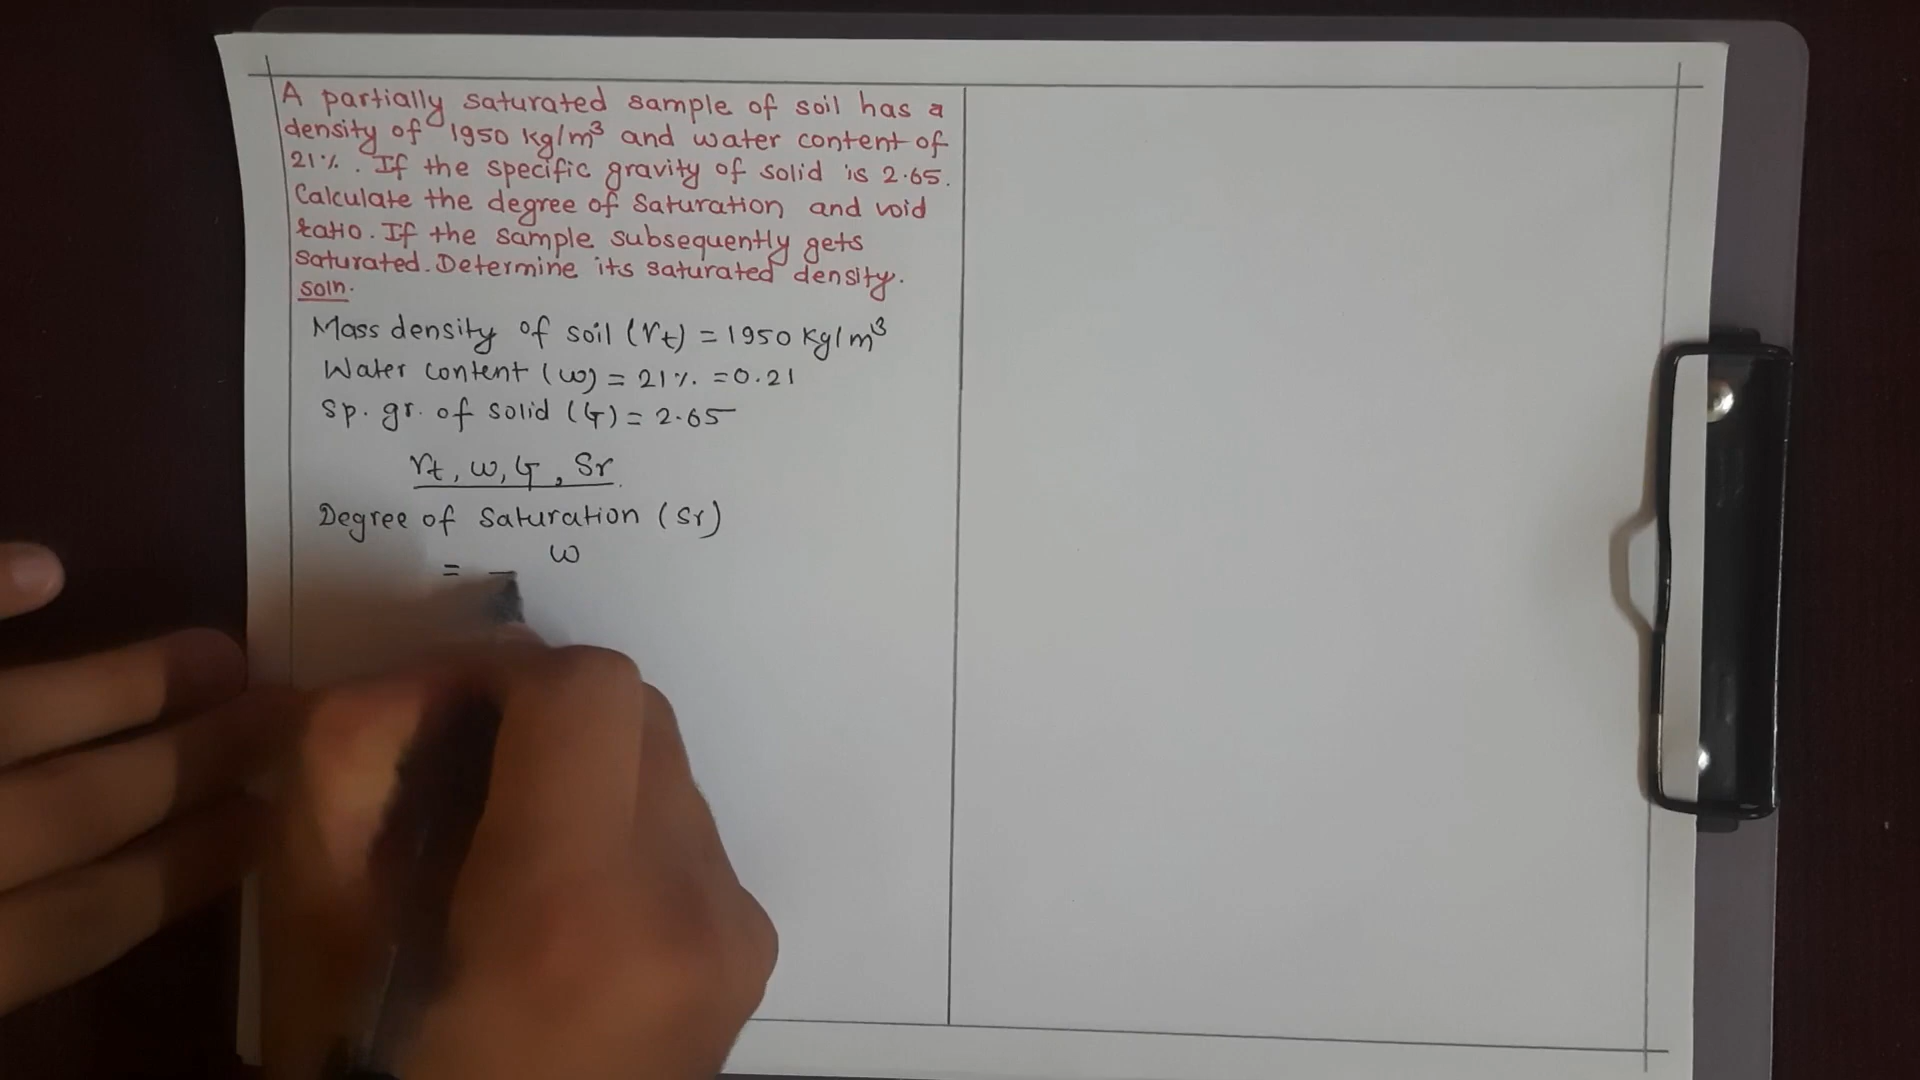 A partially saturated sample of soil has a
density of 1950 kg/m³ and water content of
21%. If the specific gravity of solid is 2.65.
Calculate the degree of saturation and void
ratio. If the sample subsequently gets
saturated. Determine its saturated density.
soln.
Mass density of soil (γt) = 1950 kg/m³
Water content (ω) = 21% = 0.21
Sp. gr. of solid (G) = 2.65
γt, ω, G, Sr
Degree of Saturation (Sr)
= ω